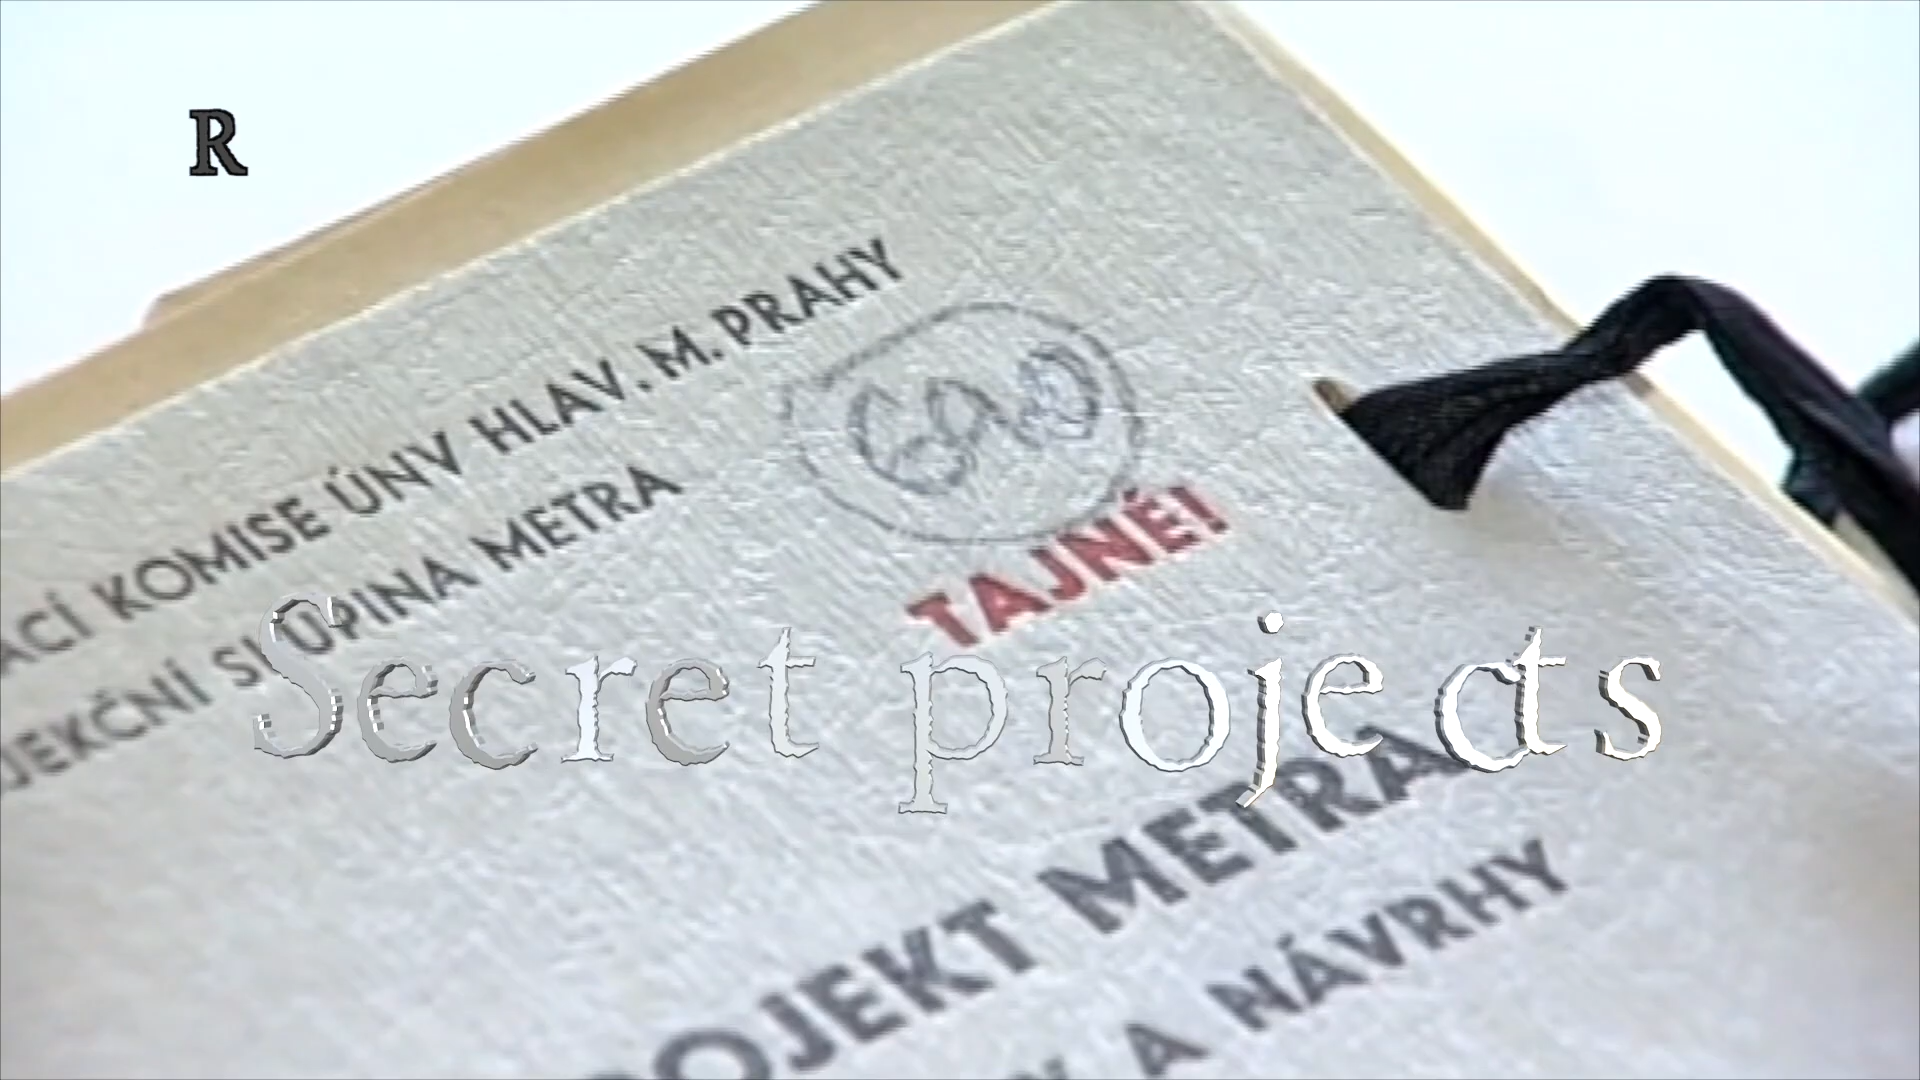 R
ACÍ KOMISE ÚNV HLAV. M. PRAHY
JEKČNÍ SKUPINA METRA
TAJNÉ!
Secret projects
OJEKT METRA
A NÁVRHY